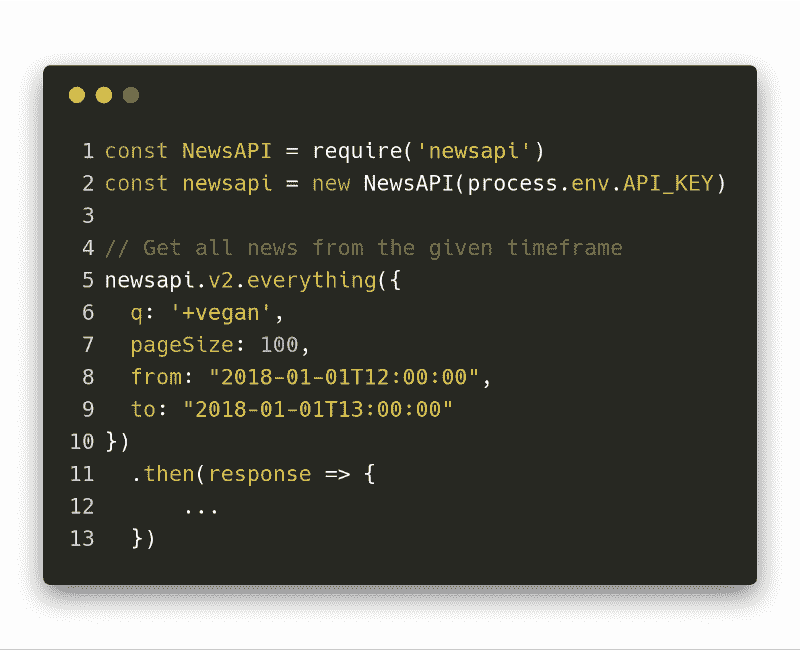 1 const NewsAPI = require('newsapi')
2 const newsapi = new NewsAPI(process.env.API_KEY)
3
4 // Get all news from the given timeframe
5 newsapi.v2.everything({
6   q: '+vegan',
7   pageSize: 100,
8   from: "2018-01-01T12:00:00",
9   to: "2018-01-01T13:00:00"
10 })
11   .then(response => {
12       ...
13   })